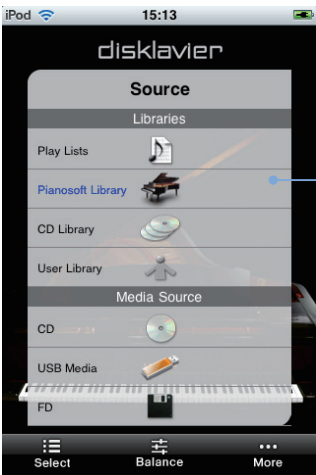 iPod 15:13
disklavier
Source
Libraries
Play Lists
Pianosoft Library
CD Library
User Library
Media Source
CD
USB Media
FD
Select Balance More